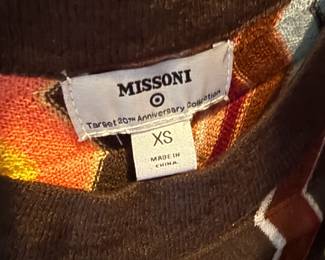 MISSONI
Target 20TH Anniversary Collection
XS
MADE IN
CHINA